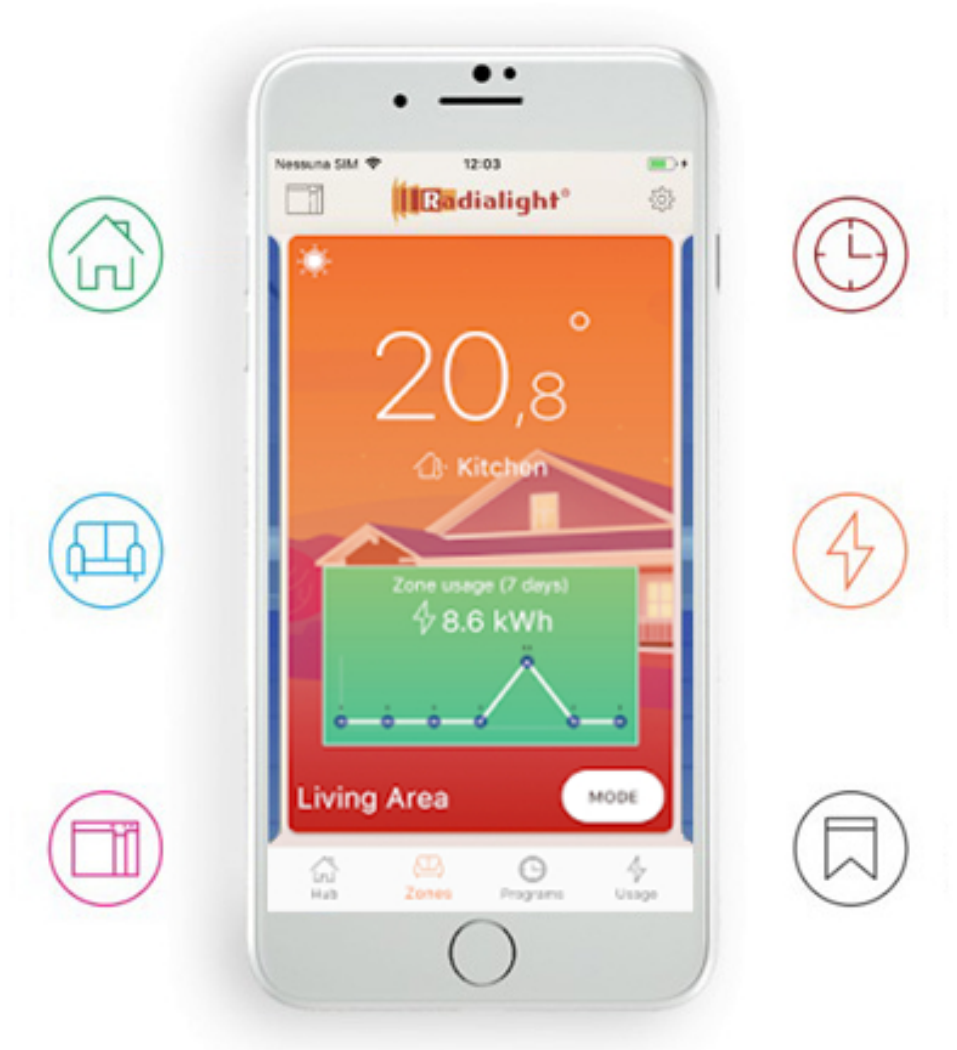 Nessuna SIM 12:03
Radialight®
20,8°
Kitchen
Zone usage (7 days)
8.6 kWh
Living Area
MODE
Hub Zones Programs Usage